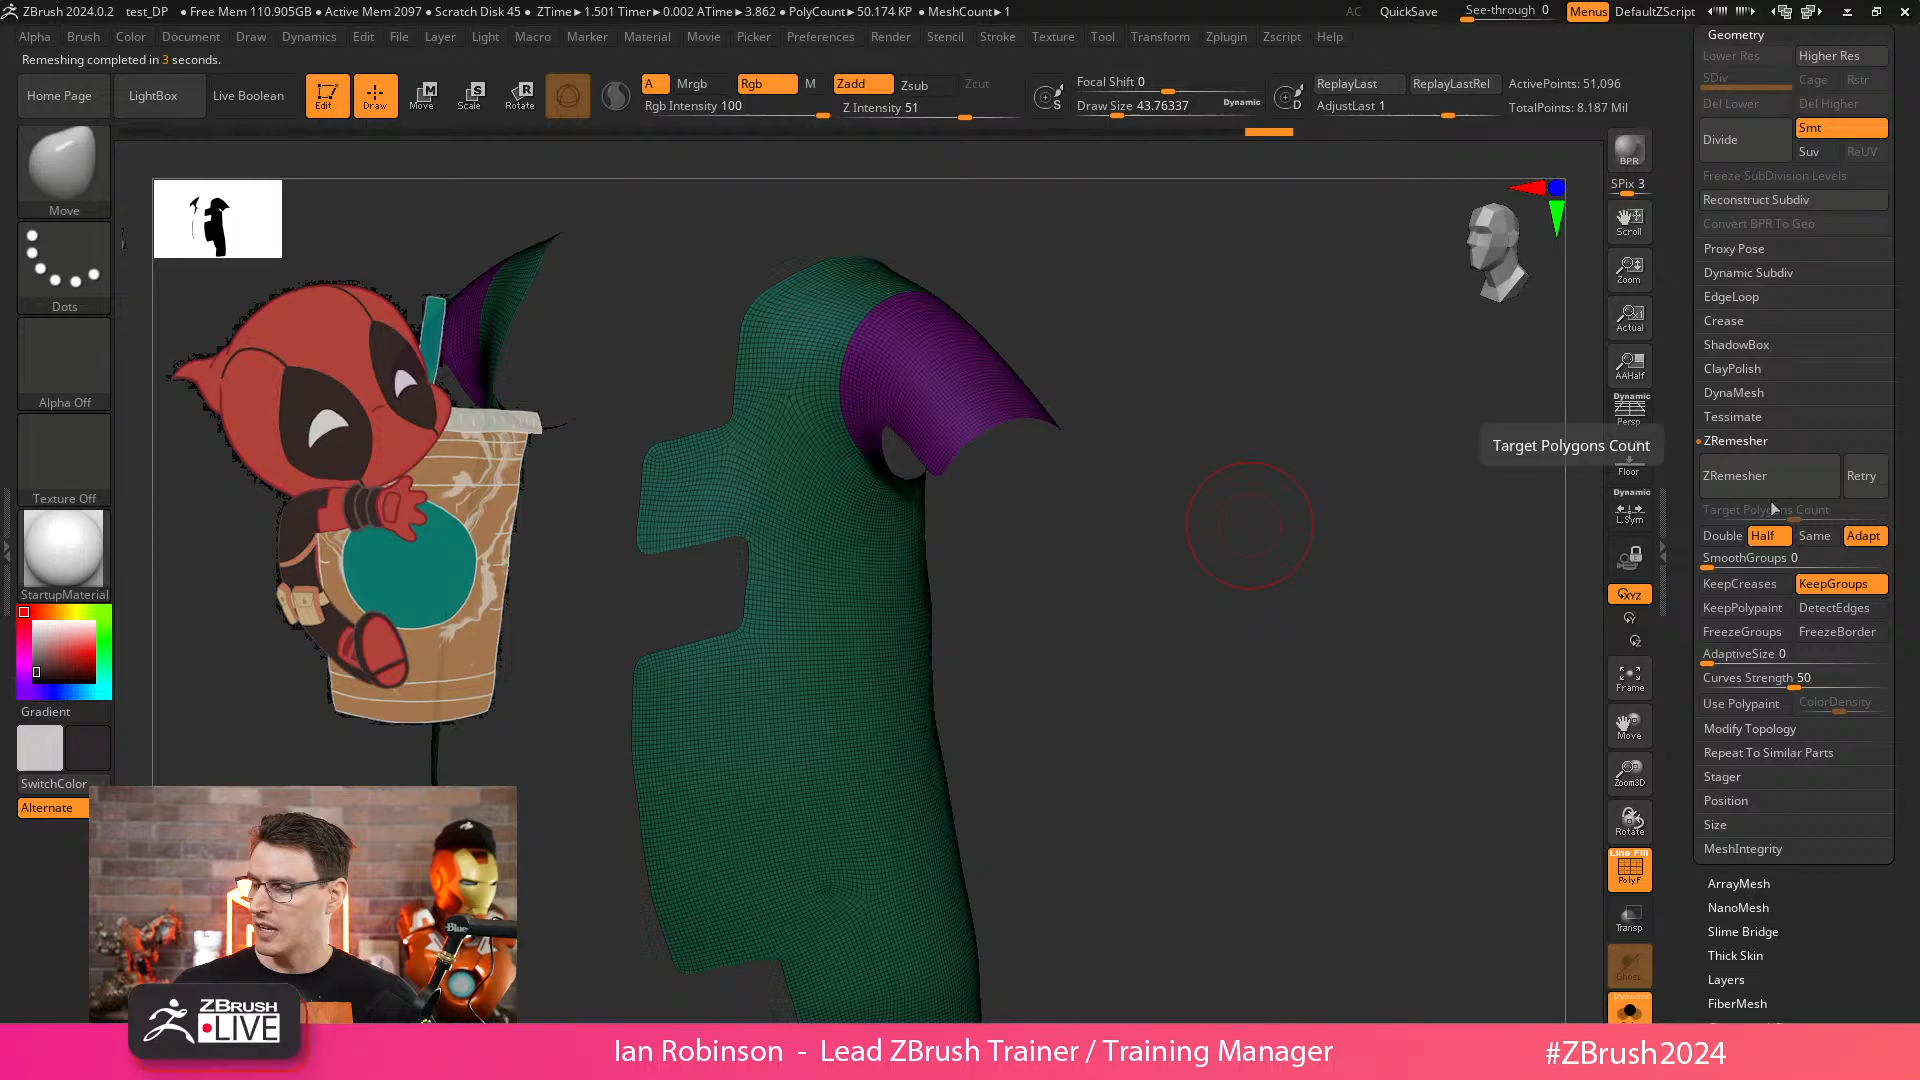 ZBrush 2024.0.2 test_DP ● Free Mem 110.905GB ● Active Mem 2097 ● Scratch Disk 45 ● ZTime►1.501 Timer►0.002 ATime►3.862 ● PolyCount►50.174 KP ● MeshCount►1 AC QuickSave See-through 0 Menus DefaultZScript
Alpha Brush Color Document Draw Dynamics Edit File Layer Light Macro Marker Material Movie Picker Preferences Render Stencil Stroke Texture Tool Transform Zplugin Zscript Help
Remeshing completed in 3 seconds.
Home Page LightBox Live Boolean Edit Draw Move Scale Rotate
A Mrgb Rgb M Zadd Zsub Zcut
Rgb Intensity 100 Z Intensity 51
Focal Shift 0
Draw Size 43.76337 Dynamic
S D
ReplayLast ReplayLastRel ActivePoints: 51,096
AdjustLast 1 TotalPoints: 8.187 Mil
Move
Dots
Alpha Off
Texture Off
StartupMaterial
Gradient
SwitchColor
Alternate
BPR
SPix 3
Scroll
Zoom
Actual
AAHalf
Dynamic
Persp
Floor
Dynamic
L.Sym
XYZ
Y
Z
Frame
Move
Zoom3D
Rotate
Line Fill
PolyF
Transp
Ghost
Dynamic
Target Polygons Count
Geometry
Lower Res Higher Res
SDiv Cage Rstr
Del Lower Del Higher
Divide Smt
Suv ReUV
Freeze SubDivision Levels
Reconstruct Subdiv
Convert BPR To Geo
Proxy Pose
Dynamic Subdiv
EdgeLoop
Crease
ShadowBox
ClayPolish
DynaMesh
Tessimate
ZRemesher
ZRemesher Retry
Target Polygons Count
Double Half Same Adapt
SmoothGroups 0
KeepCreases KeepGroups
KeepPolypaint DetectEdges
FreezeGroups FreezeBorder
AdaptiveSize 0
Curves Strength 50
Use Polypaint ColorDensity
Modify Topology
Repeat To Similar Parts
Stager
Position
Size
MeshIntegrity
ArrayMesh
NanoMesh
Slime Bridge
Thick Skin
Layers
FiberMesh
Blue
ZBRUSH
LIVE
Ian Robinson - Lead ZBrush Trainer / Training Manager
#ZBrush2024